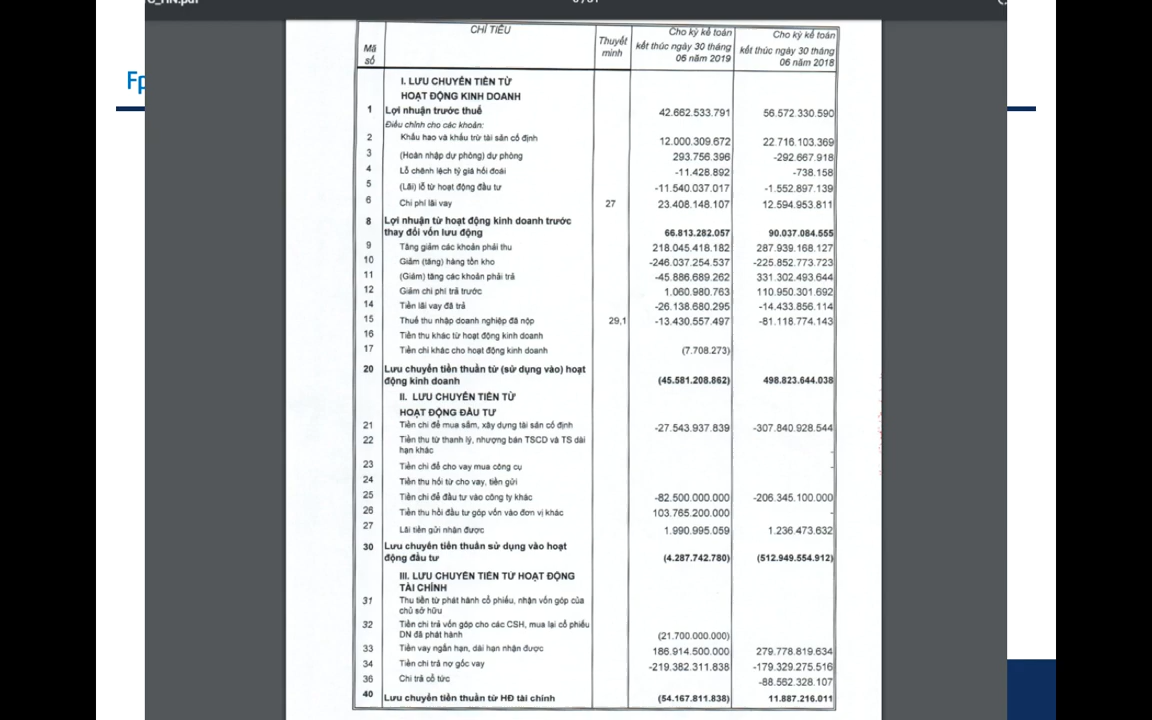 CHỈ TIÊU
Mã số
Thuyết minh
Cho kỳ kế toán kết thúc ngày 30 tháng 06 năm 2019
Cho kỳ kế toán kết thúc ngày 30 tháng 06 năm 2018
I. LƯU CHUYỂN TIỀN TỪ
HOẠT ĐỘNG KINH DOANH
1 Lợi nhuận trước thuế 42.662.533.791 56.572.330.590
Điều chỉnh cho các khoản:
2 Khấu hao và khấu trừ tài sản cố định 12.000.309.672 22.716.103.369
3 (Hoàn nhập dự phòng) dự phòng 293.756.396 -292.667.918
4 Lỗ chênh lệch tỷ giá hối đoái -11.428.892 -738.158
5 (Lãi) lỗ từ hoạt động đầu tư -11.540.037.017 -1.552.897.139
6 Chi phí lãi vay 27 23.408.148.107 12.594.953.811
8 Lợi nhuận từ hoạt động kinh doanh trước
thay đổi vốn lưu động 66.813.282.057 90.037.084.555
9 Tăng giảm các khoản phải thu 218.045.418.182 287.939.168.127
10 Giảm (tăng) hàng tồn kho -246.037.254.537 -225.852.773.723
11 (Giảm) tăng các khoản phải trả -45.886.689.262 331.302.493.644
12 Giảm chi phí trả trước 1.060.980.763 110.950.301.692
14 Tiền lãi vay đã trả -26.138.680.295 -14.433.856.114
15 Thuế thu nhập doanh nghiệp đã nộp 29,1 -13.430.557.497 -81.118.774.143
16 Tiền thu khác từ hoạt động kinh doanh
17 Tiền chi khác cho hoạt động kinh doanh (7.708.273)
20 Lưu chuyển tiền thuần từ (sử dụng vào) hoạt
động kinh doanh (45.581.208.862) 498.823.644.038
II. LƯU CHUYỂN TIỀN TỪ
HOẠT ĐỘNG ĐẦU TƯ
21 Tiền chi để mua sắm, xây dựng tài sản cố định -27.543.937.839 -307.840.928.544
22 Tiền thu từ thanh lý, nhượng bán TSCD và TS dài
hạn khác -
23 Tiền chi để cho vay mua công cụ -
24 Tiền thu hồi từ cho vay, tiền gửi
25 Tiền chi để đầu tư vào công ty khác -82.500.000.000 -206.345.100.000
26 Tiền thu hồi đầu tư góp vốn vào đơn vị khác 103.765.200.000 -
27 Lãi tiền gửi nhận được 1.990.995.059 1.236.473.632
30 Lưu chuyển tiền thuần sử dụng vào hoạt
động đầu tư (4.287.742.780) (512.949.554.912)
III. LƯU CHUYỂN TIỀN TỪ HOẠT ĐỘNG
TÀI CHÍNH
31 Thu tiền từ phát hành cổ phiếu, nhận vốn góp của
chủ sở hữu
32 Tiền chi trả vốn góp cho các CSH, mua lại cổ phiếu
DN đã phát hành (21.700.000.000)
33 Tiền vay ngắn hạn, dài hạn nhận được 186.914.500.000 279.778.819.634
34 Tiền chi trả nợ gốc vay -219.382.311.838 -179.329.275.516
36 Chi trả cổ tức -88.562.328.107
40 Lưu chuyển tiền thuần từ HĐ tài chính (54.167.811.838) 11.887.216.011